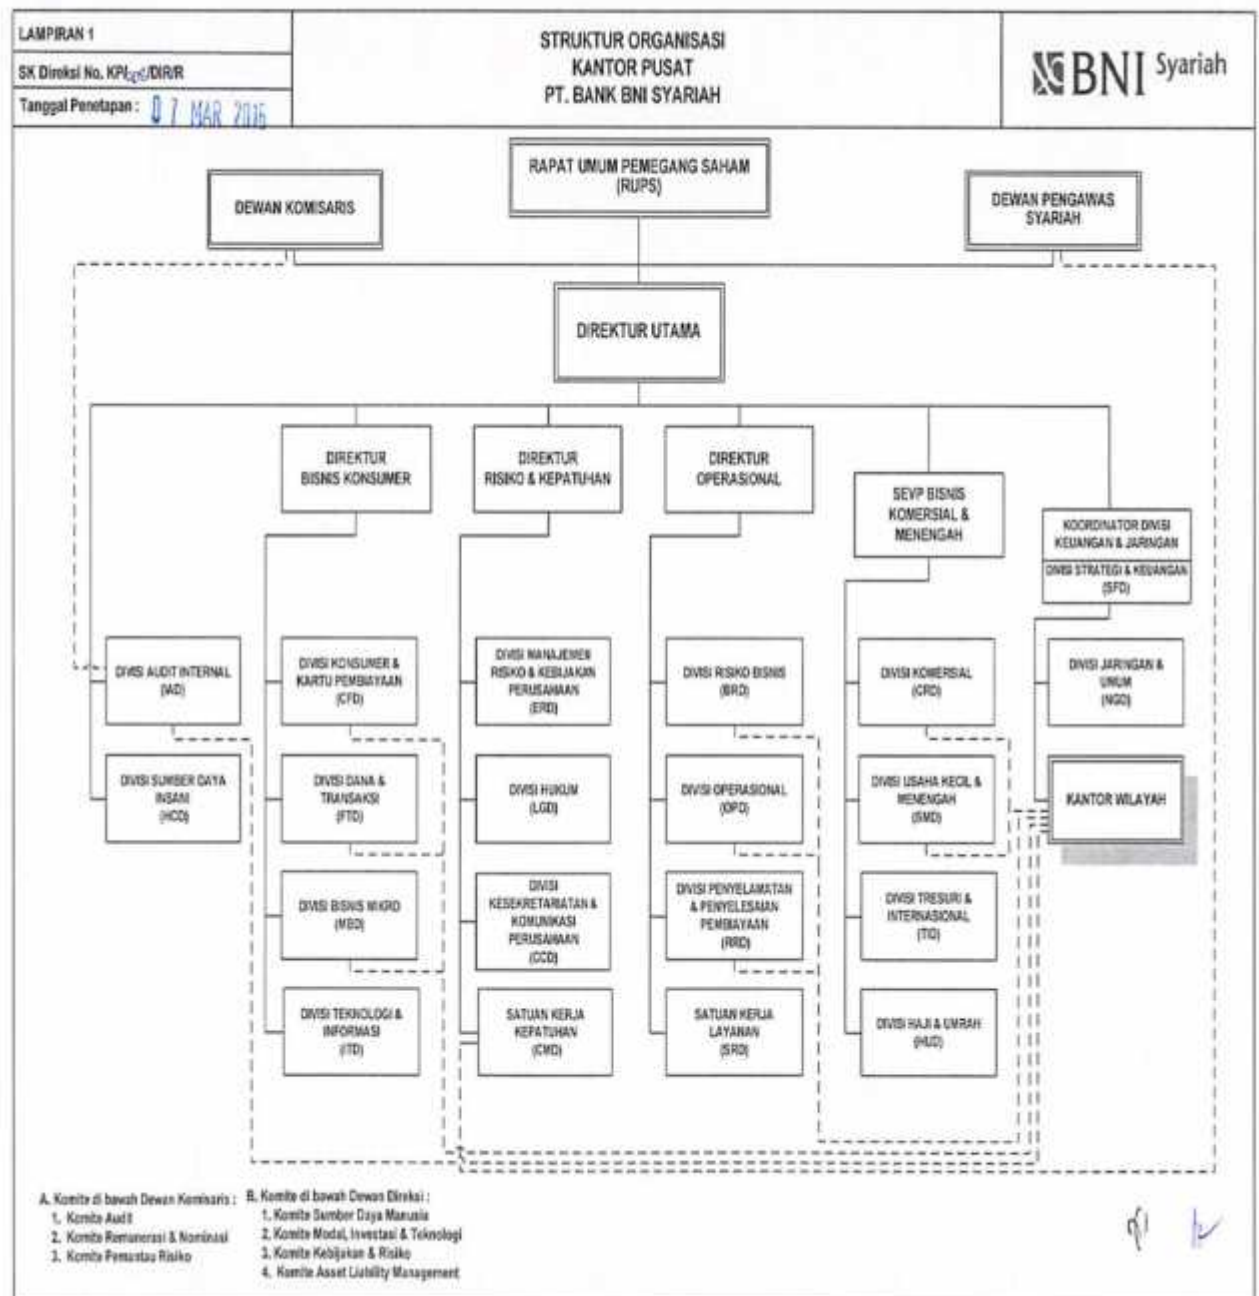 LAMPIRAN 1
SK Direksi No. KP/ /DIR/R
Tanggal Penetapan : 07 MAR 2016
STRUKTUR ORGANISASI
KANTOR PUSAT
PT. BANK BNI SYARIAH
BNI Syariah
RAPAT UMUM PEMEGANG SAHAM
(RUPS)
DEWAN KOMISARIS
DEWAN PENGAWAS
SYARIAH
DIREKTUR UTAMA
DIREKTUR
BISNIS KONSUMER
DIREKTUR
RISIKO & KEPATUHAN
DIREKTUR
OPERASIONAL
SEVP BISNIS
KOMERSIAL &
MENENGAH
KOORDINATOR DIVISI
KEUANGAN & JARINGAN
DIVISI STRATEGI & KEUANGAN
(SFD)
DIVISI AUDIT INTERNAL
(IAD)
DIVISI KONSUMER &
KARTU PEMBIAYAAN
(CFD)
DIVISI MANAJEMEN
RISIKO & KEBIJAKAN
PERUSAHAAN
(ERD)
DIVISI RISIKO BISNIS
(BRD)
DIVISI KOMERSIAL
(CRD)
DIVISI JARINGAN &
UMUM
(NGD)
DIVISI SUMBER DAYA
INSANI
(HCD)
DIVISI DANA &
TRANSAKSI
(FTD)
DIVISI HUKUM
(LGD)
DIVISI OPERASIONAL
(OPD)
DIVISI USAHA KECIL &
MENENGAH
(SMD)
KANTOR WILAYAH
DIVISI BISNIS MIKRO
(MBD)
DIVISI
KESEKRETARIATAN &
KOMUNIKASI
PERUSAHAAN
(CCD)
DIVISI PENYELAMATAN
& PENYELESAIAN
PEMBIAYAAN
(RRD)
DIVISI TRESURI &
INTERNASIONAL
(TID)
DIVISI TEKNOLOGI &
INFORMASI
(ITD)
SATUAN KERJA
KEPATUHAN
(CMD)
SATUAN KERJA
LAYANAN
(SRD)
DIVISI HAJI & UMRAH
(HUD)
A. Komite di bawah Dewan Komisaris :
1. Komite Audit
2. Komite Remunerasi & Nominasi
3. Komite Pemantau Risiko
B. Komite di bawah Dewan Direksi :
1. Komite Sumber Daya Manusia
2. Komite Modal, Investasi & Teknologi
3. Komite Kebijakan & Risiko
4. Komite Asset Liability Management